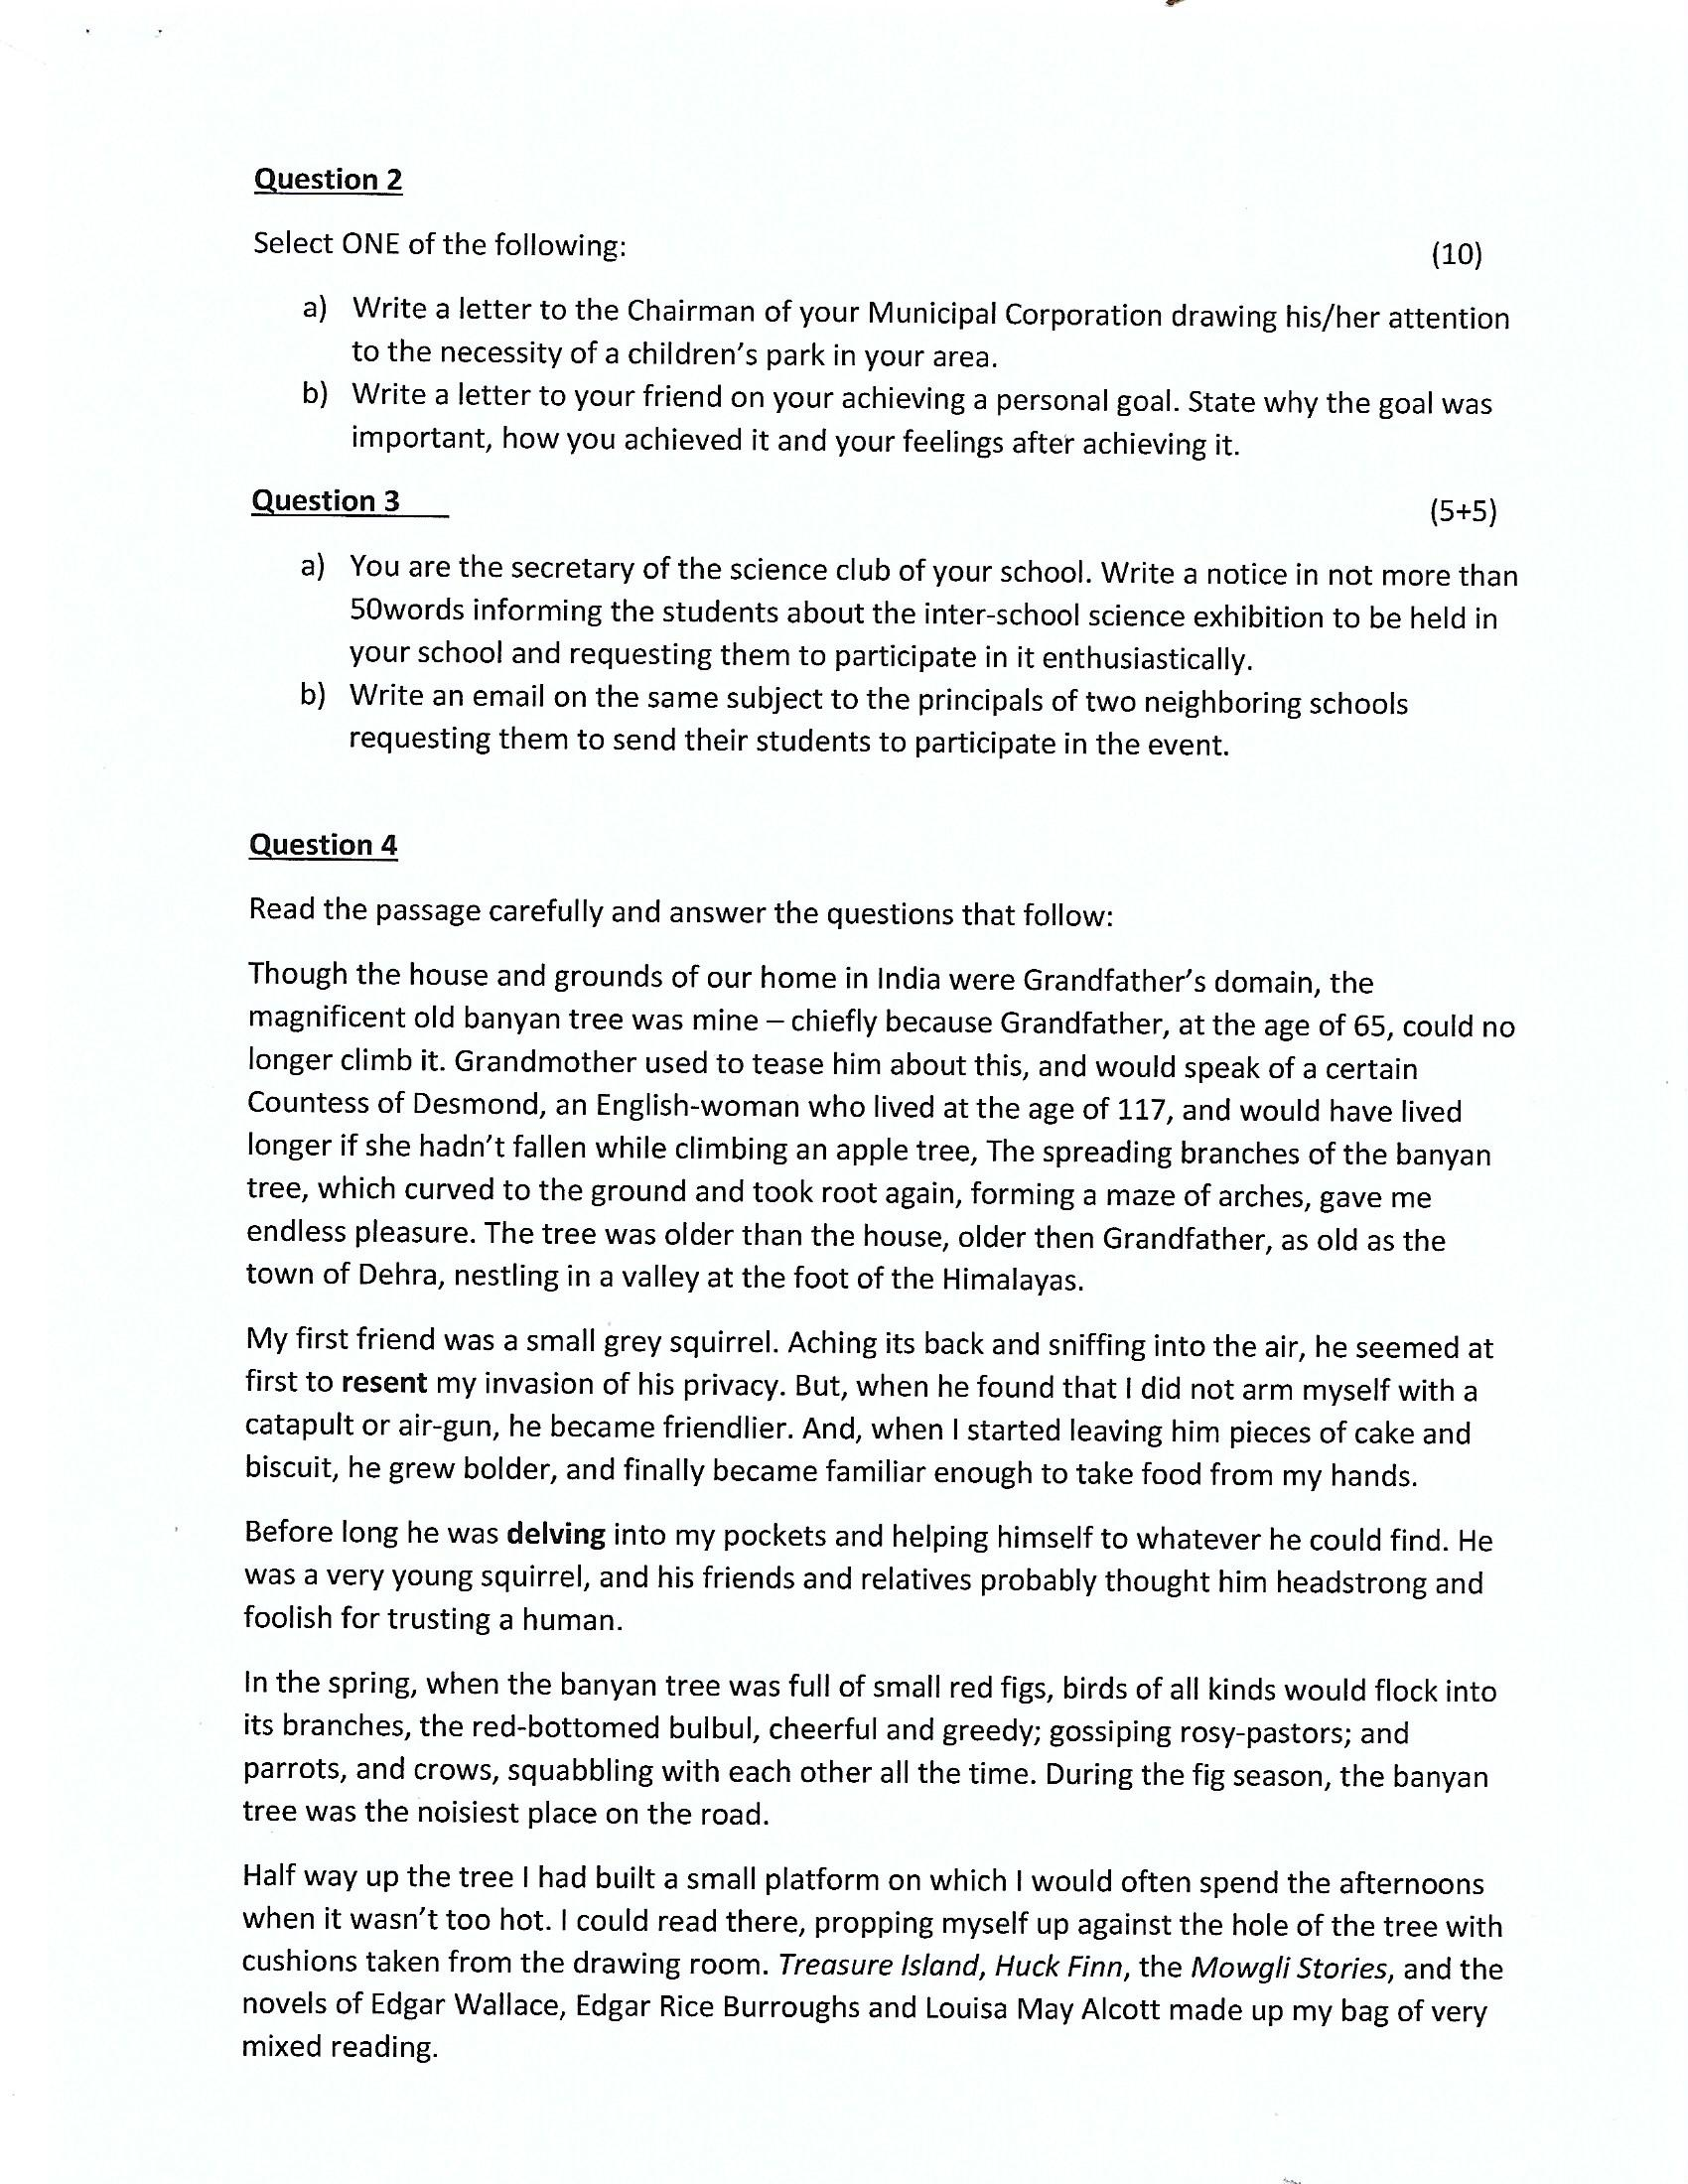 Question 2
Select ONE of the following: (10)
a) Write a letter to the Chairman of your Municipal Corporation drawing his/her attention
to the necessity of a children's park in your area.
b) Write a letter to your friend on your achieving a personal goal. State why the goal was
important, how you achieved it and your feelings after achieving it.
Question 3 (5+5)
a) You are the secretary of the science club of your school. Write a notice in not more than
50words informing the students about the inter-school science exhibition to be held in
your school and requesting them to participate in it enthusiastically.
b) Write an email on the same subject to the principals of two neighboring schools
requesting them to send their students to participate in the event.
Question 4
Read the passage carefully and answer the questions that follow:
Though the house and grounds of our home in India were Grandfather's domain, the
magnificent old banyan tree was mine – chiefly because Grandfather, at the age of 65, could no
longer climb it. Grandmother used to tease him about this, and would speak of a certain
Countess of Desmond, an English-woman who lived at the age of 117, and would have lived
longer if she hadn't fallen while climbing an apple tree, The spreading branches of the banyan
tree, which curved to the ground and took root again, forming a maze of arches, gave me
endless pleasure. The tree was older than the house, older then Grandfather, as old as the
town of Dehra, nestling in a valley at the foot of the Himalayas.
My first friend was a small grey squirrel. Aching its back and sniffing into the air, he seemed at
first to resent my invasion of his privacy. But, when he found that I did not arm myself with a
catapult or air-gun, he became friendlier. And, when I started leaving him pieces of cake and
biscuit, he grew bolder, and finally became familiar enough to take food from my hands.
Before long he was delving into my pockets and helping himself to whatever he could find. He
was a very young squirrel, and his friends and relatives probably thought him headstrong and
foolish for trusting a human.
In the spring, when the banyan tree was full of small red figs, birds of all kinds would flock into
its branches, the red-bottomed bulbul, cheerful and greedy; gossiping rosy-pastors; and
parrots, and crows, squabbling with each other all the time. During the fig season, the banyan
tree was the noisiest place on the road.
Half way up the tree I had built a small platform on which I would often spend the afternoons
when it wasn't too hot. I could read there, propping myself up against the hole of the tree with
cushions taken from the drawing room. Treasure Island, Huck Finn, the Mowgli Stories, and the
novels of Edgar Wallace, Edgar Rice Burroughs and Louisa May Alcott made up my bag of very
mixed reading.